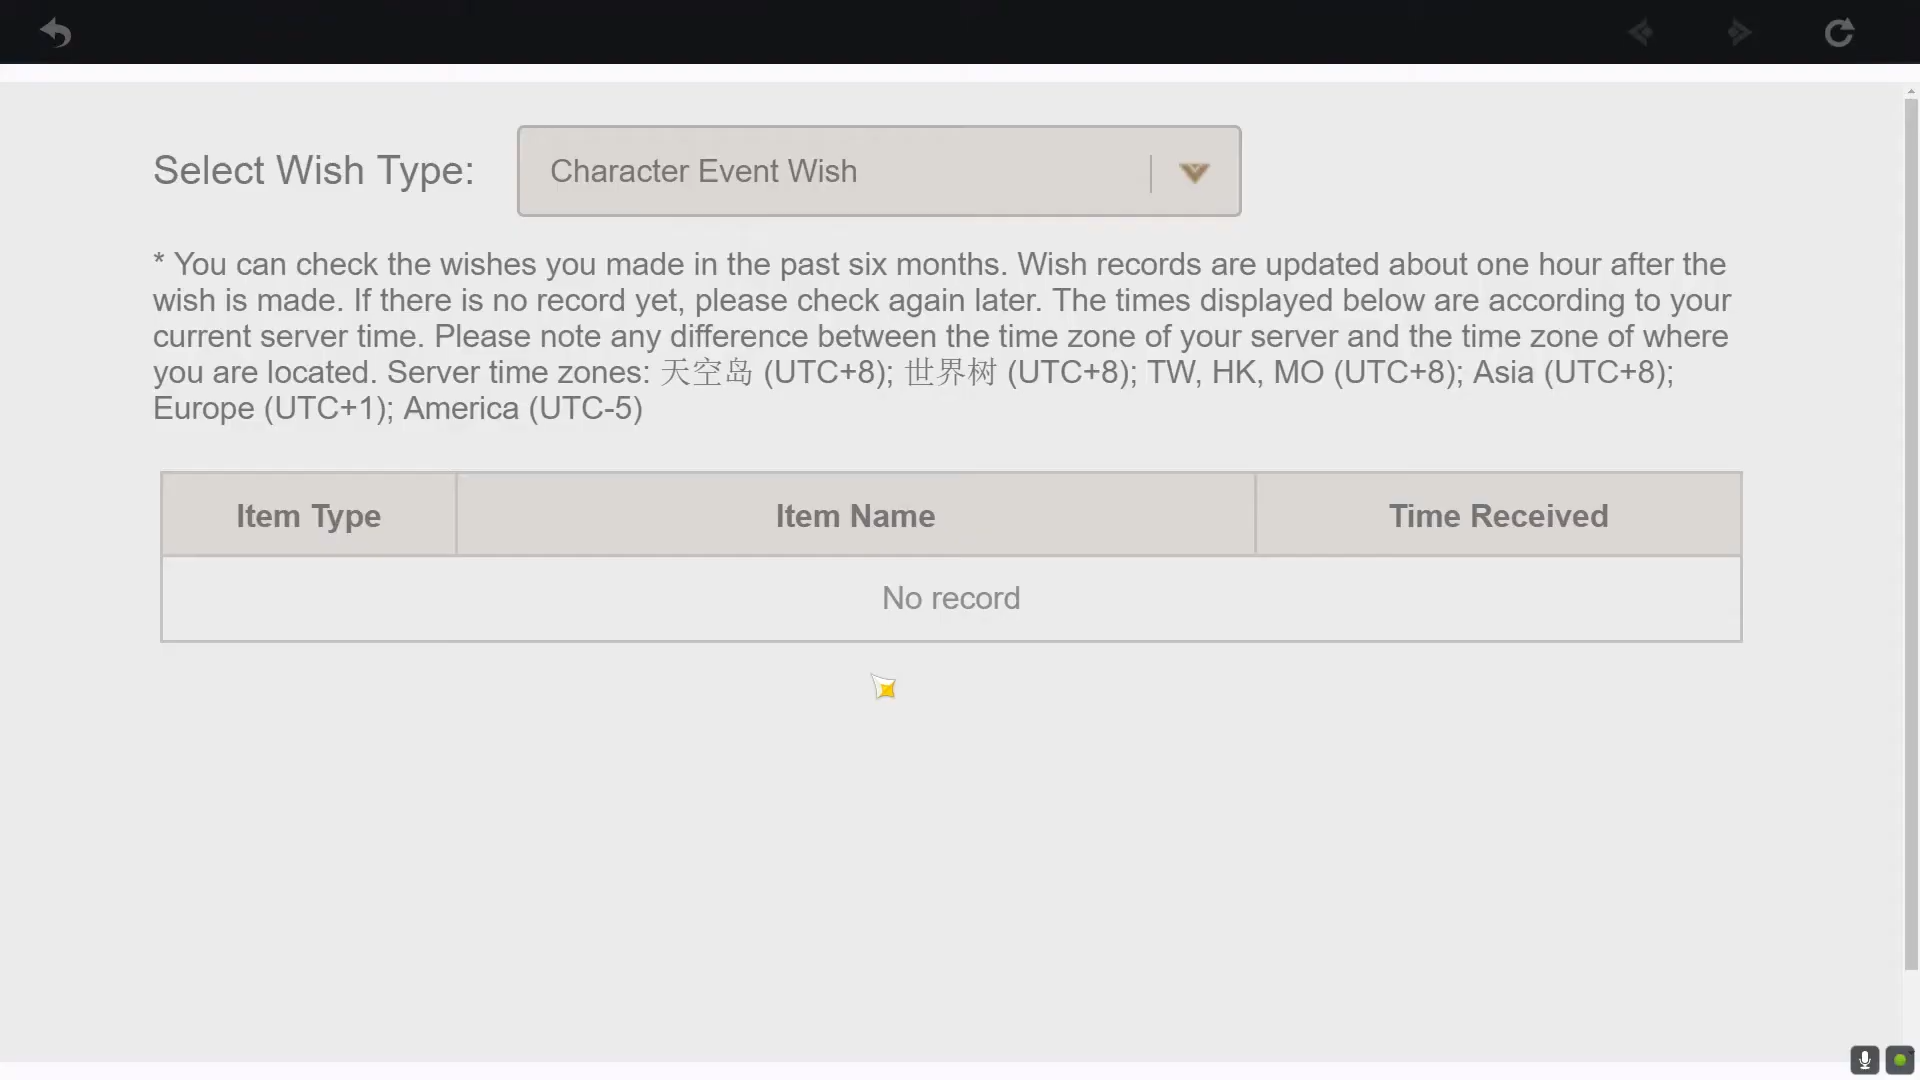 Select Wish Type:
Character Event Wish
* You can check the wishes you made in the past six months. Wish records are updated about one hour after the
wish is made. If there is no record yet, please check again later. The times displayed below are according to your
current server time. Please note any difference between the time zone of your server and the time zone of where
you are located. Server time zones: 天空岛 (UTC+8); 世界树 (UTC+8); TW, HK, MO (UTC+8); Asia (UTC+8);
Europe (UTC+1); America (UTC-5)
Item Type
Item Name
Time Received
No record